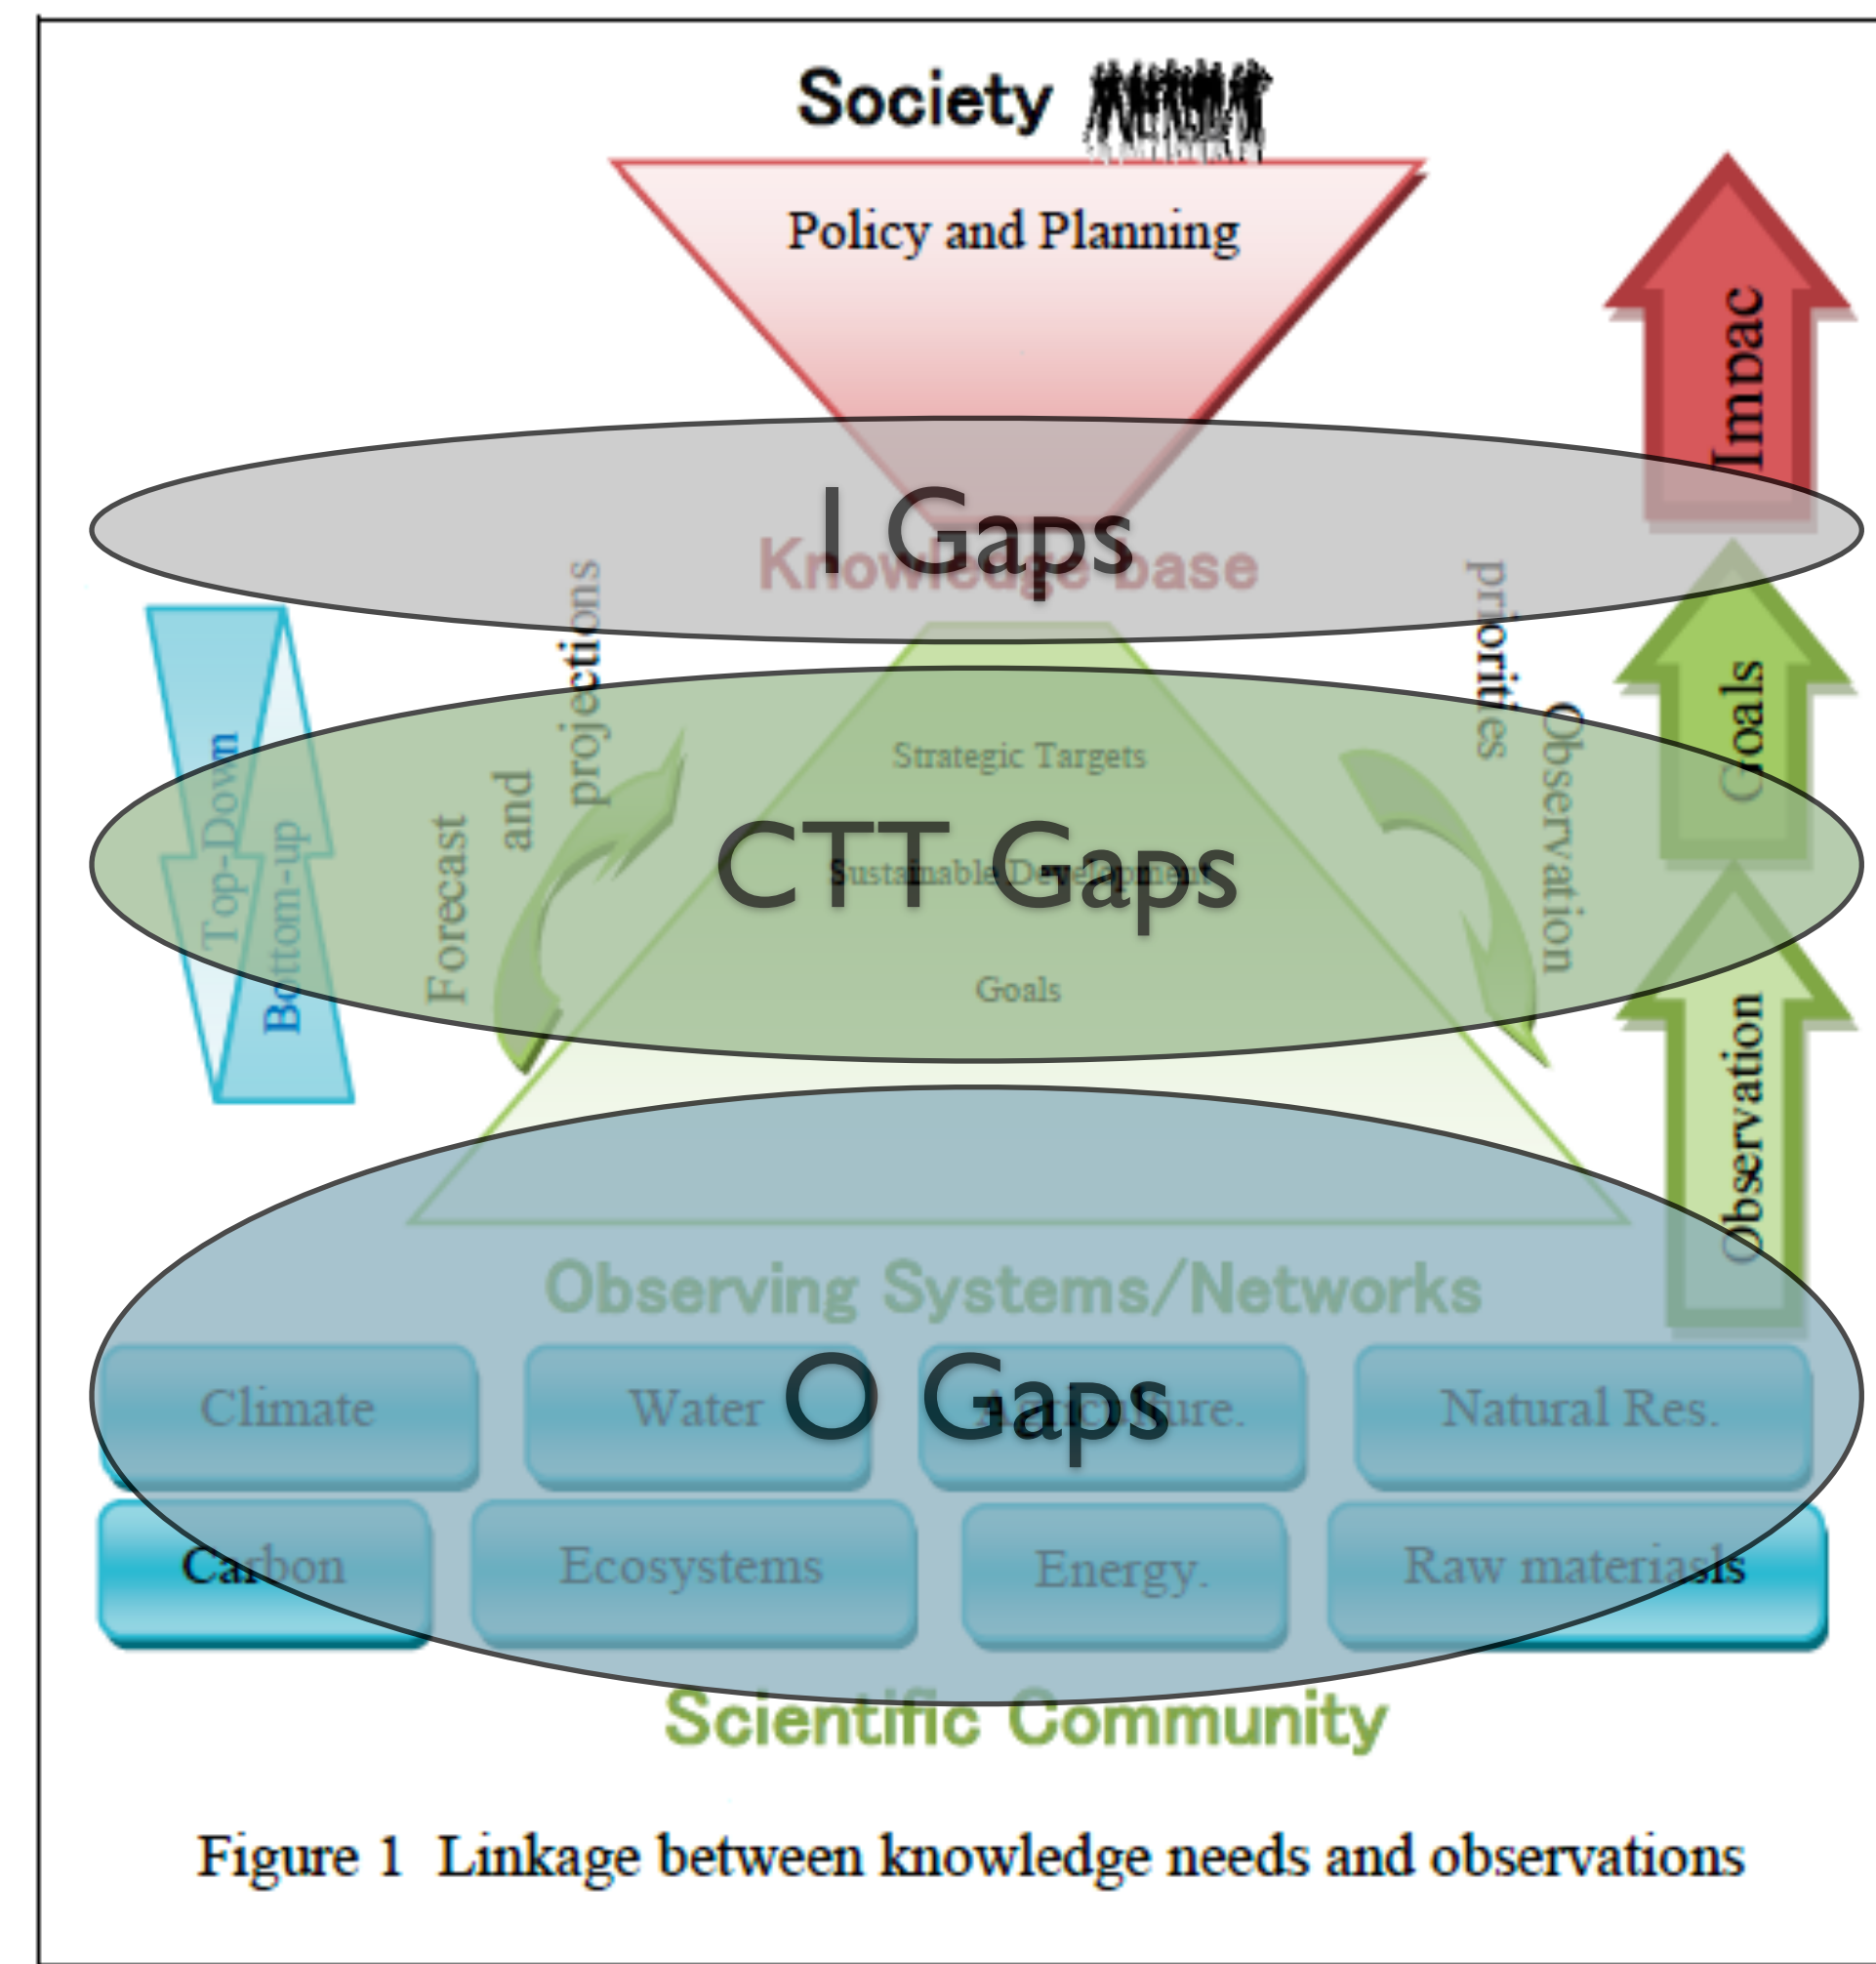 Society
Policy and Planning
Impac
I Gaps
Knowledge base
projections
and
Forecast
priorities
Observation
Goals
Top-Down
Bottom-up
Strategic Targets
CTT Gaps
Sustainable Development
Goals
Observation
Observing Systems/Networks
O Gaps
Climate
Water
Agriculture.
Natural Res.
Carbon
Ecosystems
Energy.
Raw materiasls
Scientific Community
Figure 1 Linkage between knowledge needs and observations